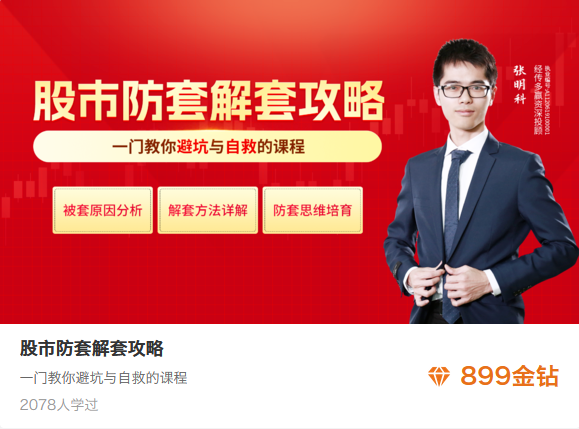 股市防套解套攻略
一门教你避坑与自救的课程
被套原因分析
解套方法详解
防套思维培育
张明科
经传多赢资深投顾
股市防套解套攻略
一门教你避坑与自救的课程
899金钻
2078人学过